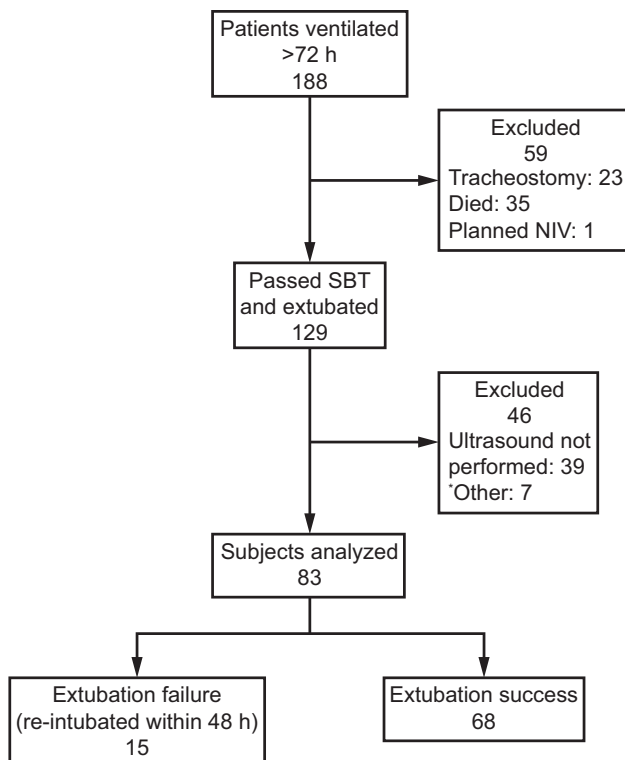 Patients ventilated
>72 h
188
Excluded
59
Tracheostomy: 23
Died: 35
Planned NIV: 1
Passed SBT
and extubated
129
Excluded
46
Ultrasound not
performed: 39
*Other: 7
Subjects analyzed
83
Extubation failure
(re-intubated within 48 h)
15
Extubation success
68